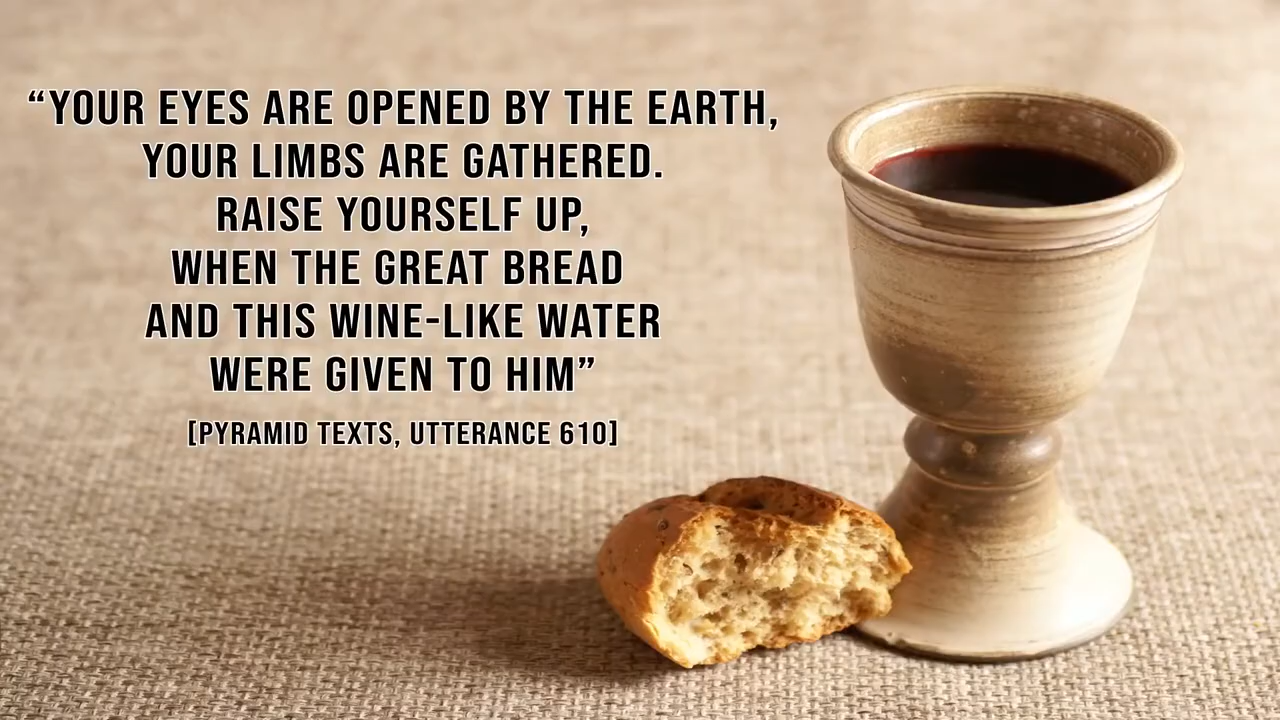 “YOUR EYES ARE OPENED BY THE EARTH,
YOUR LIMBS ARE GATHERED.
RAISE YOURSELF UP,
WHEN THE GREAT BREAD
AND THIS WINE-LIKE WATER
WERE GIVEN TO HIM”
[PYRAMID TEXTS, UTTERANCE 610]